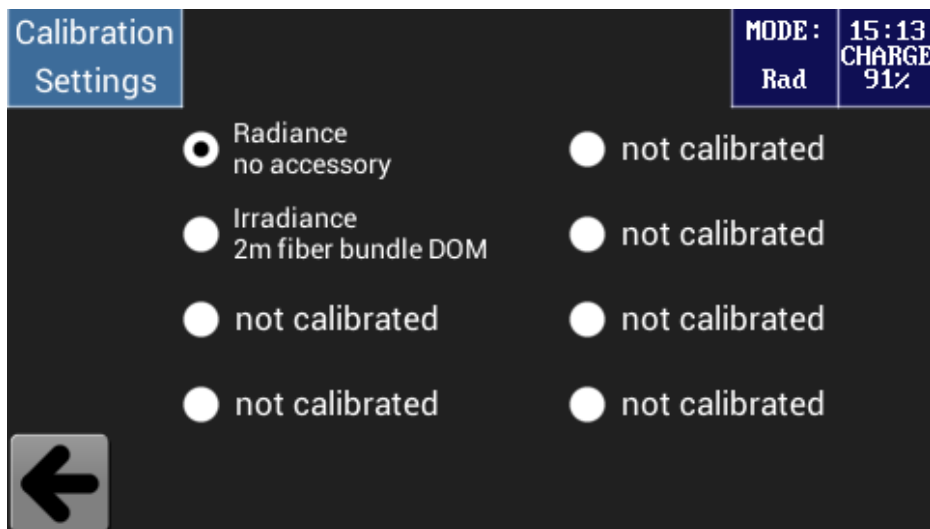 Calibration
Settings
MODE:
Rad
15:13
CHARGE
91%
Radiance
no accessory
not calibrated
Irradiance
2m fiber bundle DOM
not calibrated
not calibrated
not calibrated
not calibrated
not calibrated